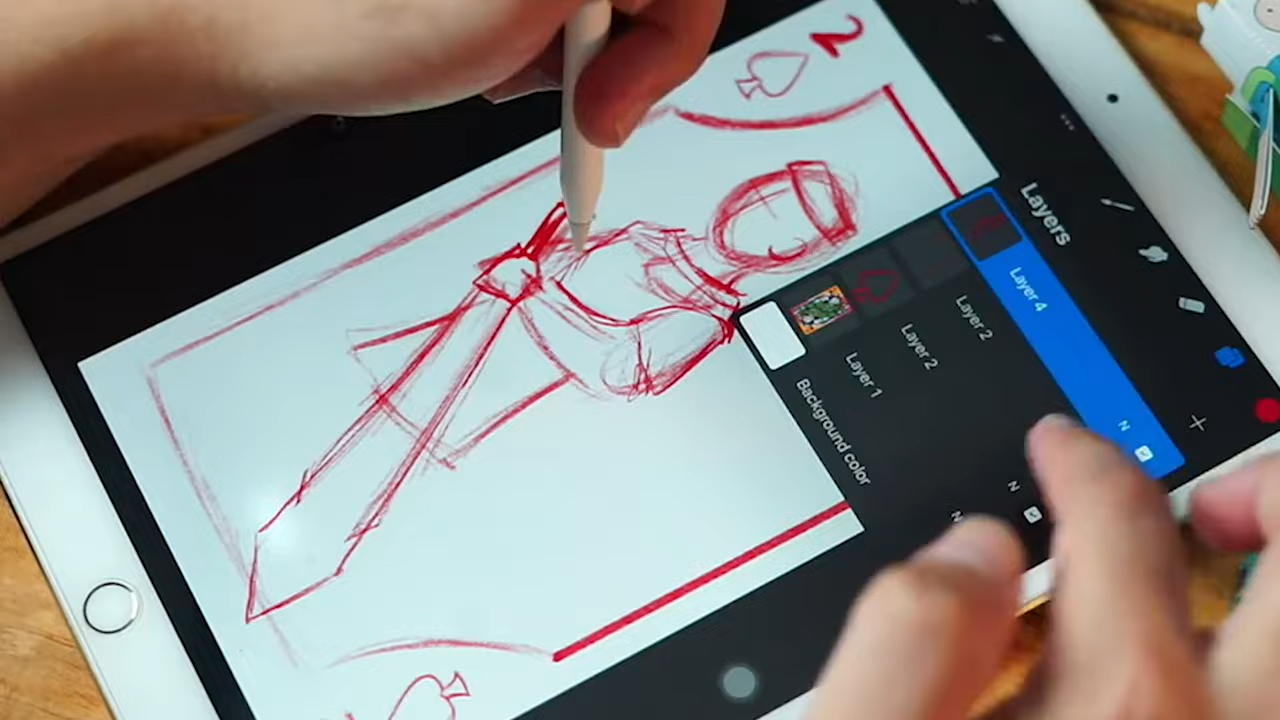 2
Layers
Layer 4
N
Layer 2
N
Layer 2
N
Layer 1
Background color